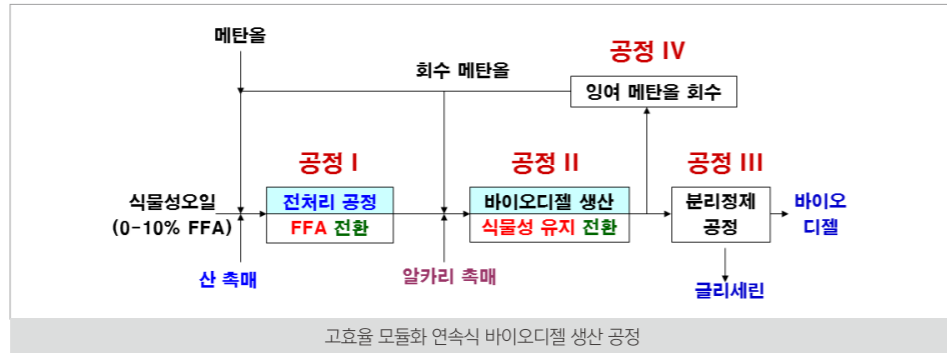 메탄올
공정 IV
회수 메탄올
잉여 메탄올 회수
공정 I
공정 II
공정 III
식물성오일
(0-10% FFA)
전처리 공정
FFA 전환
바이오디젤 생산
식물성 유지 전환
분리정제
공정
바이오
디젤
산 촉매
알카리 촉매
글리세린
고효율 모듈화 연속식 바이오디젤 생산 공정